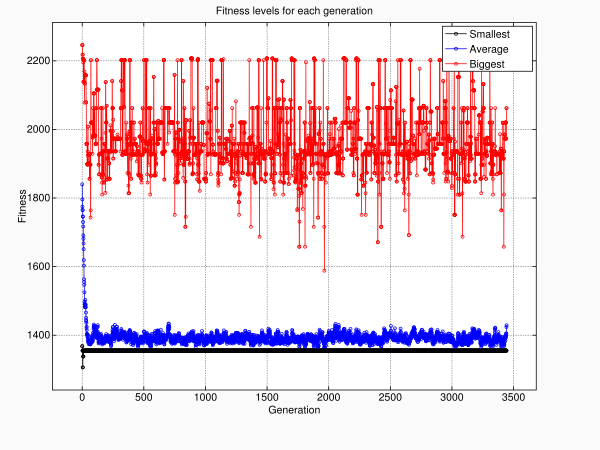 Fitness levels for each generation
Smallest
Average
Biggest
2200
2000
1800
1600
1400
Fitness
0
500
1000
1500
2000
2500
3000
3500
Generation